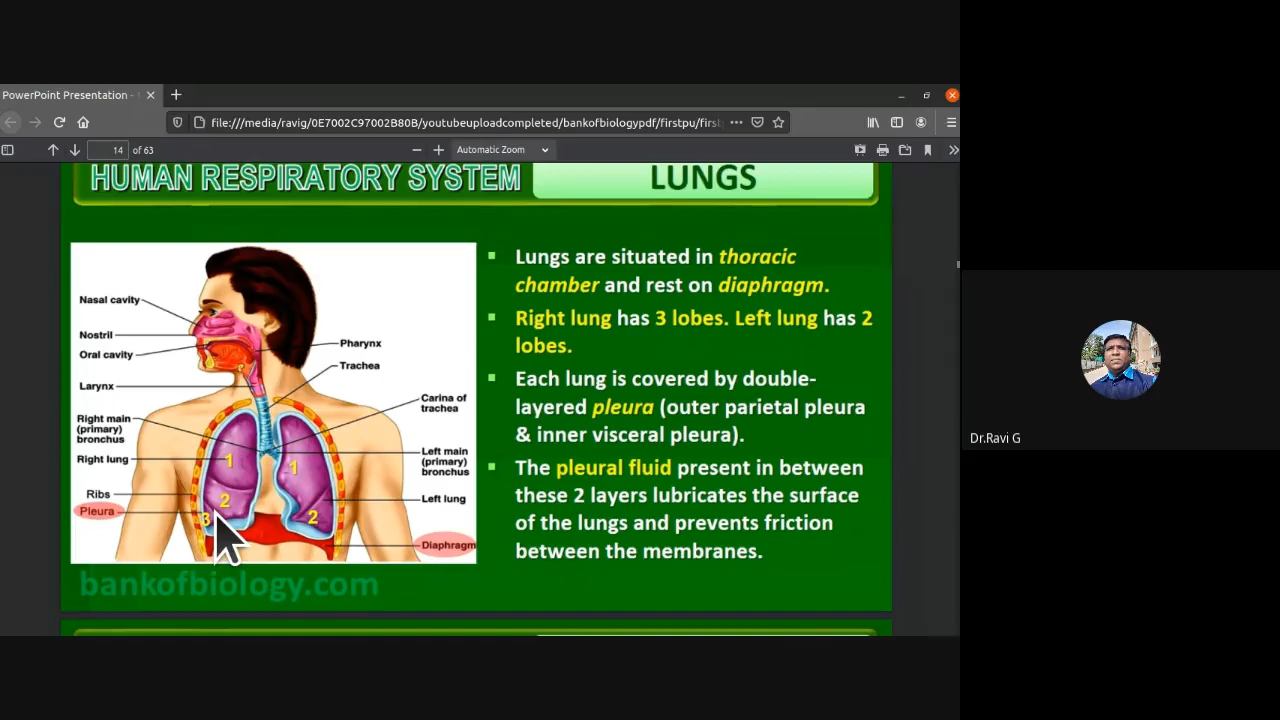 PowerPoint Presentation -
file:///media/ravig/0E7002C97002B80B/youtubeuploadcompleted/bankofbiologypdf/firstpu/first
14 of 63
Automatic Zoom
HUMAN RESPIRATORY SYSTEM
LUNGS
Nasal cavity
Nostril
Oral cavity
Larynx
Right main
(primary)
bronchus
Right lung
Ribs
Pleura
Pharynx
Trachea
Carina of
trachea
Left main
(primary)
bronchus
Left lung
Diaphragm
1
2
3
1
2
bankofbiology.com
Lungs are situated in thoracic
chamber and rest on diaphragm.
Right lung has 3 lobes. Left lung has 2
lobes.
Each lung is covered by double-
layered pleura (outer parietal pleura
& inner visceral pleura).
The pleural fluid present in between
these 2 layers lubricates the surface
of the lungs and prevents friction
between the membranes.
Dr.Ravi G